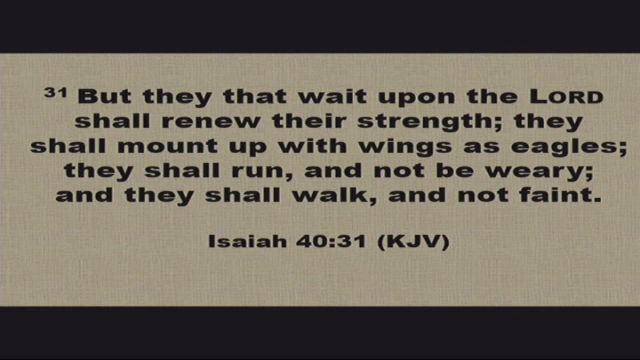 31 But they that wait upon the LORD
shall renew their strength; they
shall mount up with wings as eagles;
they shall run, and not be weary;
and they shall walk, and not faint.
Isaiah 40:31 (KJV)